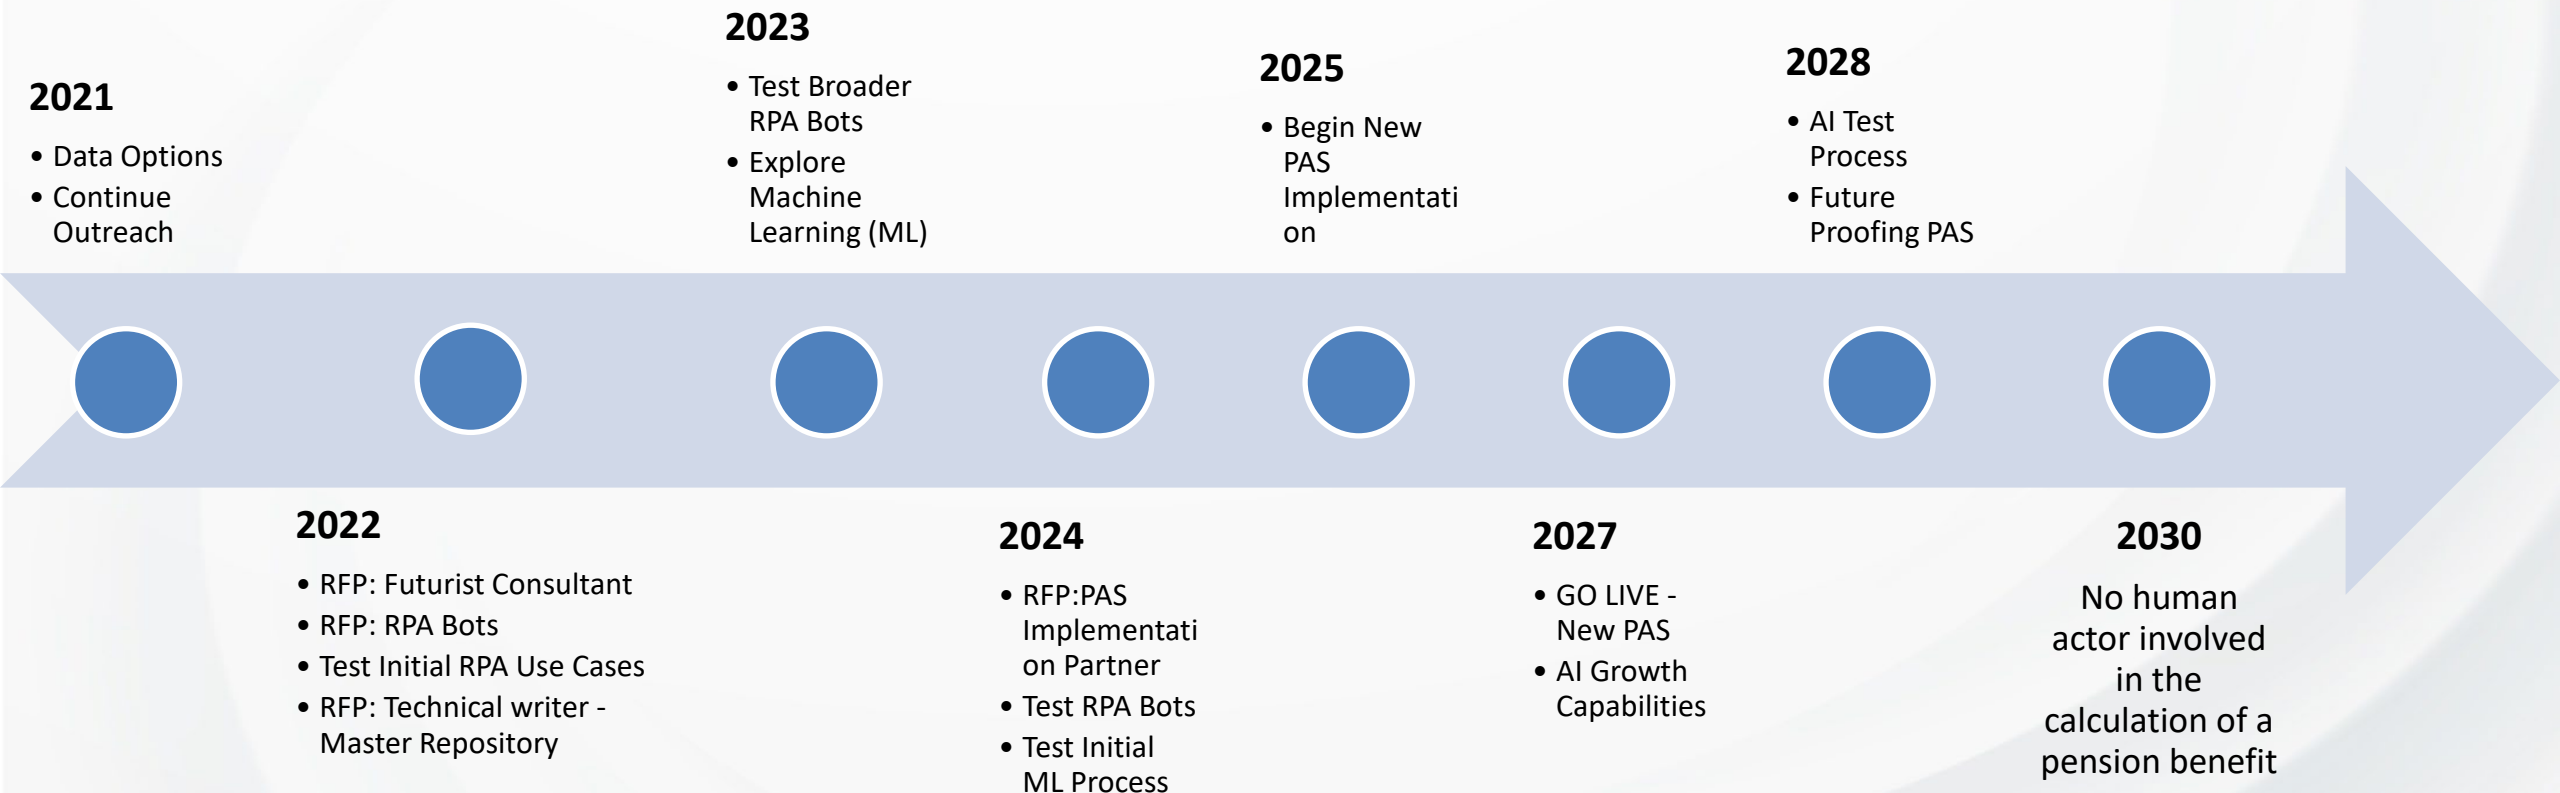 2021
• Data Options
• Continue
Outreach
2022
• RFP: Futurist Consultant
• RFP: RPA Bots
• Test Initial RPA Use Cases
• RFP: Technical writer -
Master Repository
2023
• Test Broader
RPA Bots
• Explore
Machine
Learning (ML)
2024
• RFP:PAS
Implementati
on Partner
• Test RPA Bots
• Test Initial
ML Process
2025
• Begin New
PAS
Implementati
on
2027
• GO LIVE -
New PAS
• AI Growth
Capabilities
2028
• AI Test
Process
• Future
Proofing PAS
2030
No human
actor involved
in the
calculation of a
pension benefit